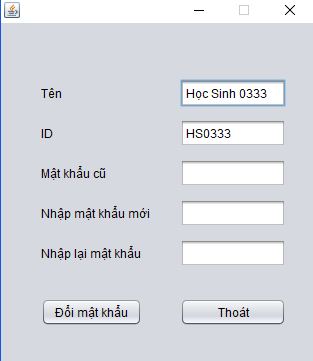 Tên Học Sinh 0333
ID HS0333
Mật khẩu cũ
Nhập mật khẩu mới
Nhập lại mật khẩu
Đổi mật khẩu Thoát